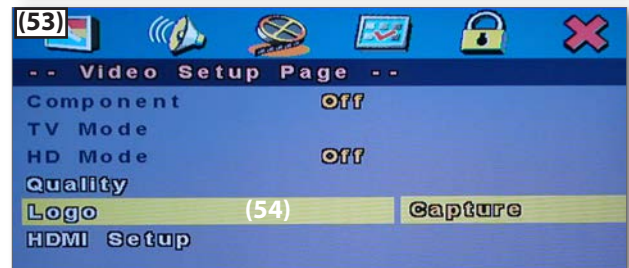 (53)
-- Video Setup Page --
Component Off
TV Mode
HD Mode Off
Quality
Logo (54) Capture
HDMI Setup